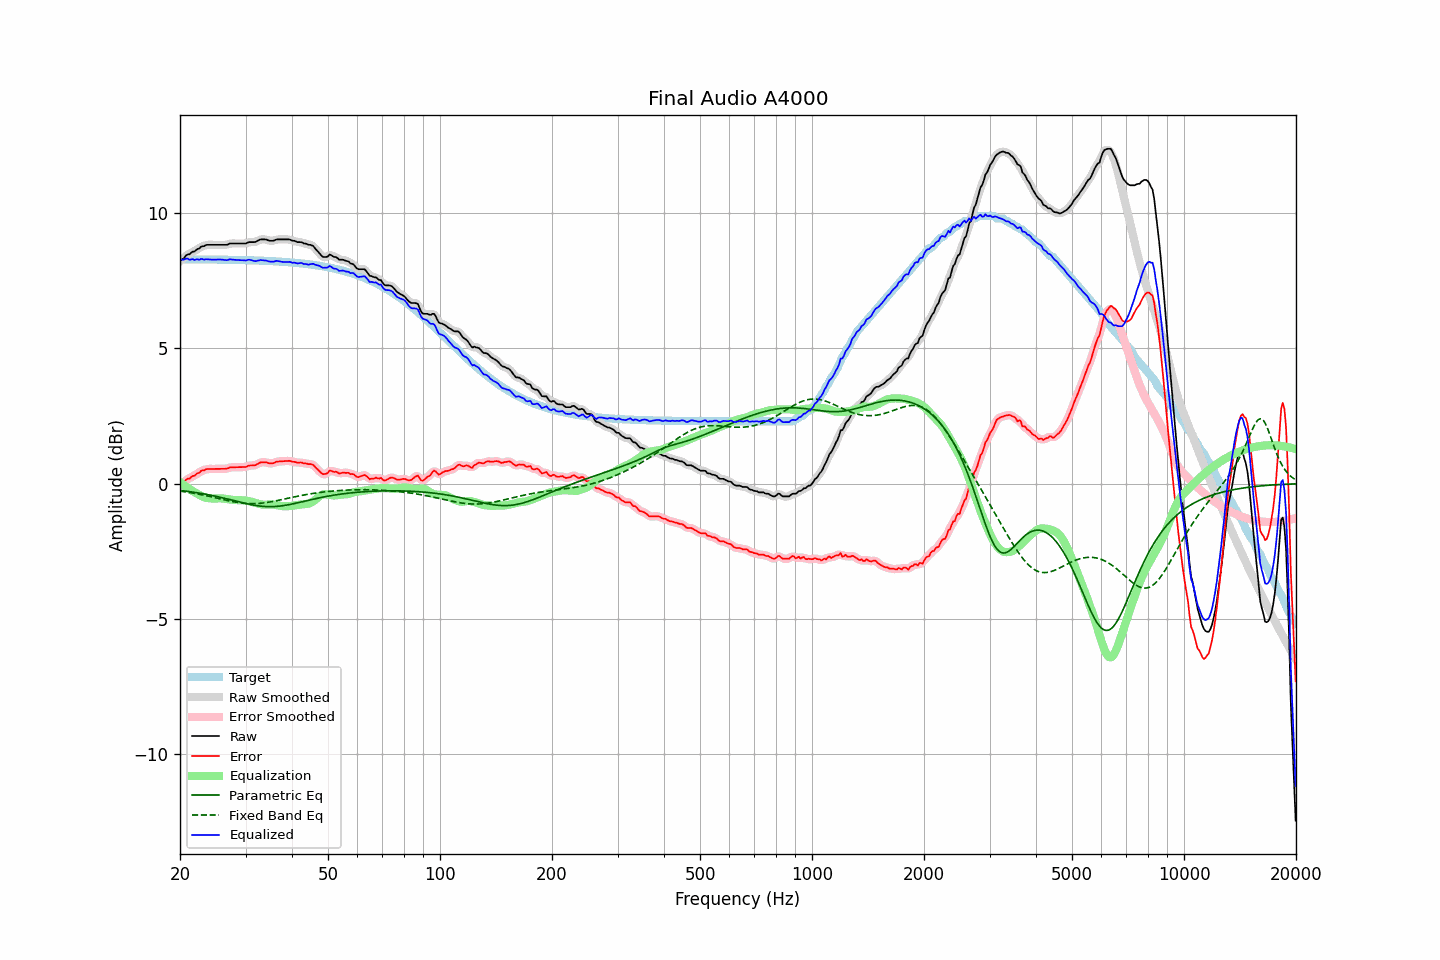 Final Audio A4000
Amplitude (dBr)
10
5
0
−5
−10
Target
Raw Smoothed
Error Smoothed
Raw
Error
Equalization
Parametric Eq
Fixed Band Eq
Equalized
20 50 100 200 500 1000 2000 5000 10000 20000
Frequency (Hz)